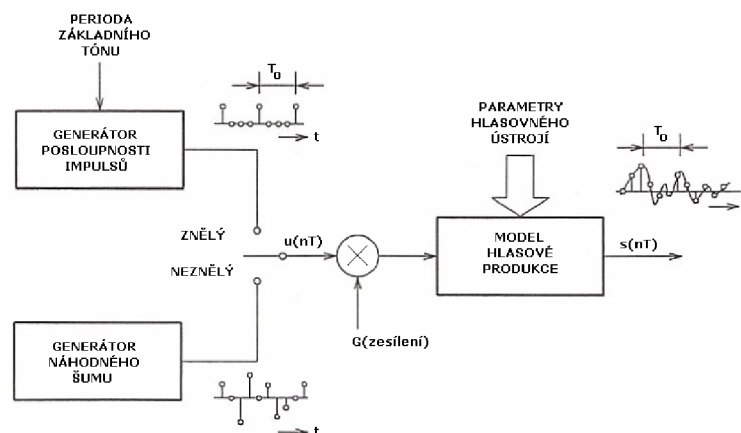 PERIODA
ZÁKLADNÍHO
TÓNU
T0
t
GENERÁTOR
POSLOUPNOSTI
IMPULSŮ
PARAMETRY
HLASOVNÉHO
ÚSTROJÍ
T0
ZNĚLÝ
u(nT)
NEZNĚLÝ
MODEL
HLASOVÉ
PRODUKCE
s(nT)
G(zesílení)
GENERÁTOR
NÁHODNÉHO
ŠUMU
t